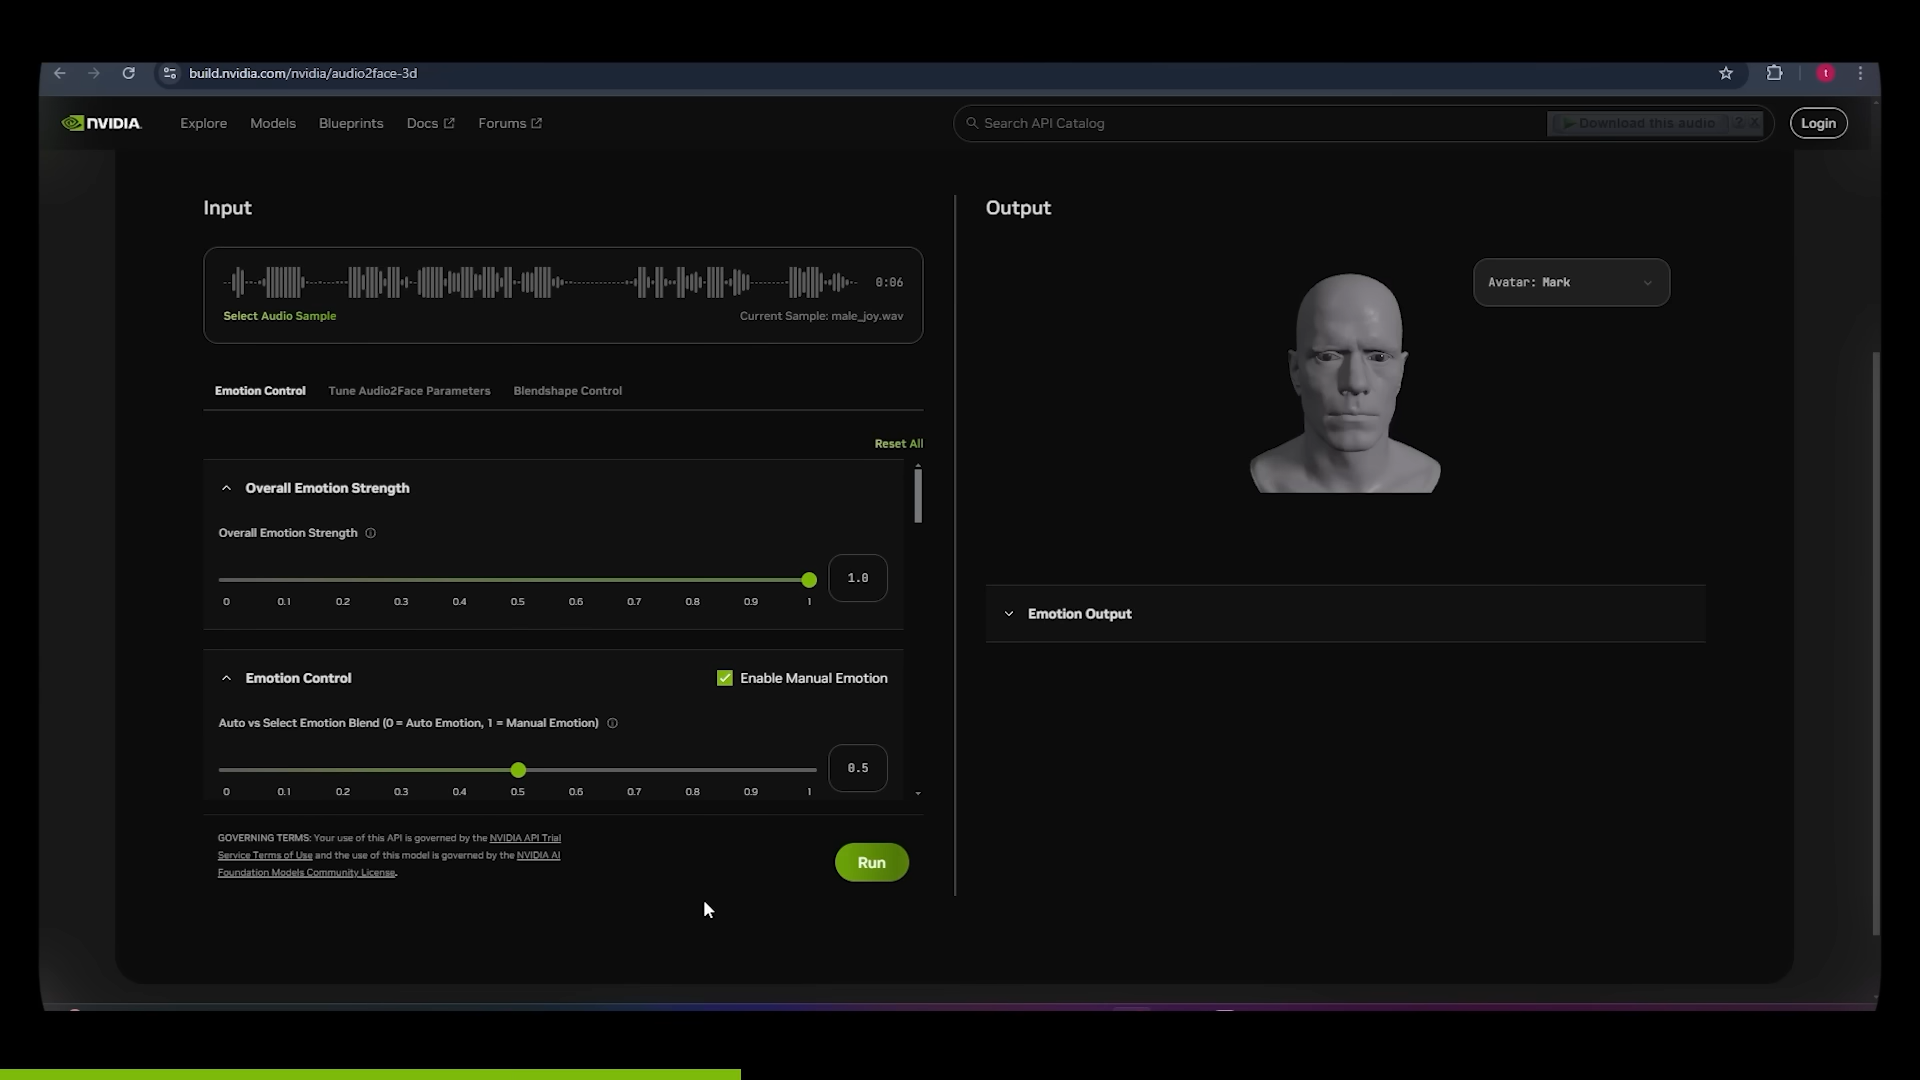 build.nvidia.com/nvidia/audio2face-3d
t
NVIDIA.
Explore
Models
Blueprints
Docs
Forums
Search API Catalog
Download this audio
?
X
Login
Input
0:06
Select Audio Sample
Current Sample: male_joy.wav
Emotion Control
Tune Audio2Face Parameters
Blendshape Control
Reset All
Overall Emotion Strength
Overall Emotion Strength
1.0
0 0.1 0.2 0.3 0.4 0.5 0.6 0.7 0.8 0.9 1
Emotion Control
Enable Manual Emotion
Auto vs Select Emotion Blend (0 = Auto Emotion, 1 = Manual Emotion)
0.5
0 0.1 0.2 0.3 0.4 0.5 0.6 0.7 0.8 0.9 1
GOVERNING TERMS: Your use of this API is governed by the NVIDIA API Trial
Service Terms of Use and the use of this model is governed by the NVIDIA AI
Foundation Models Community License.
Run
Output
Avatar: Mark
Emotion Output